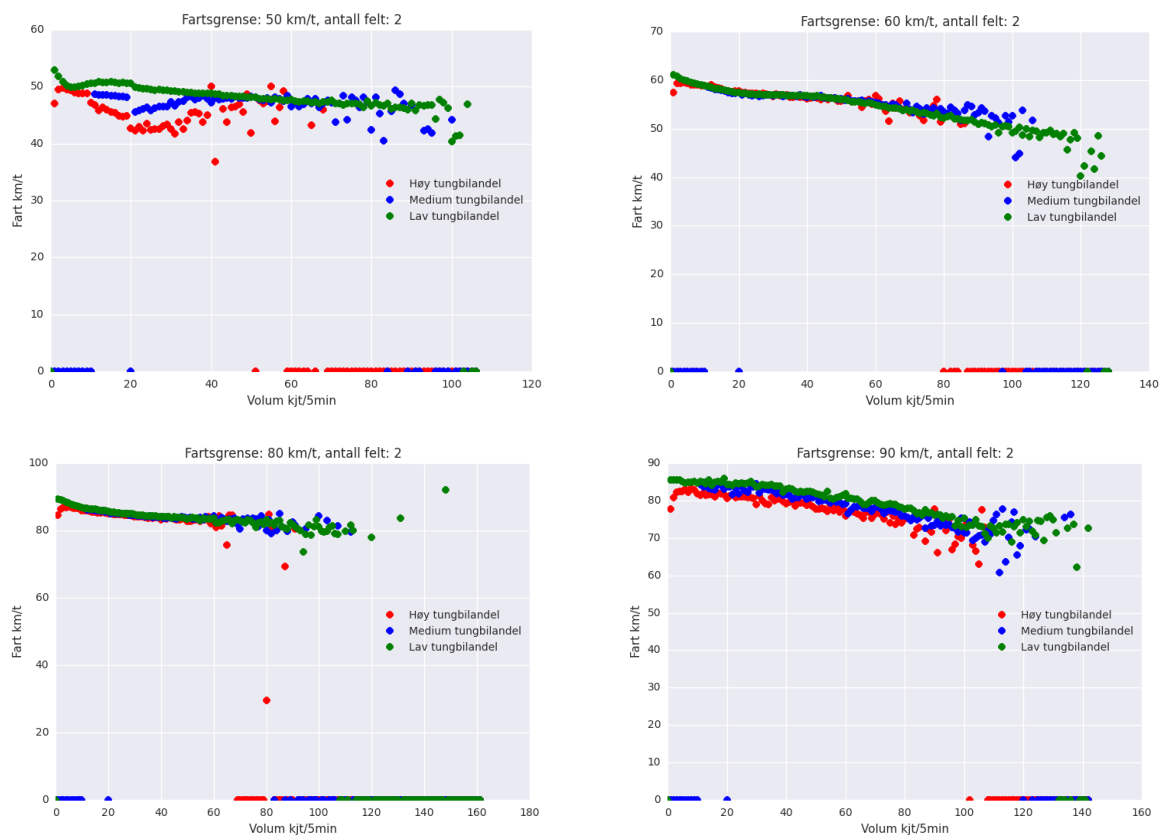 Fartsgrense: 50 km/t, antall felt: 2
60
50
40
30
20
10
0
Fart km/t
Høy tungbilandel
Medium tungbilandel
Lav tungbilandel
0 20 40 60 80 100 120
Volum kjt/5min
Fartsgrense: 60 km/t, antall felt: 2
70
60
50
40
30
20
10
0
Fart km/t
Høy tungbilandel
Medium tungbilandel
Lav tungbilandel
0 20 40 60 80 100 120 140
Volum kjt/5min
Fartsgrense: 80 km/t, antall felt: 2
100
80
60
40
20
0
Fart km/t
Høy tungbilandel
Medium tungbilandel
Lav tungbilandel
0 20 40 60 80 100 120 140 160 180
Volum kjt/5min
Fartsgrense: 90 km/t, antall felt: 2
90
80
70
60
50
40
30
20
10
0
Fart km/t
Høy tungbilandel
Medium tungbilandel
Lav tungbilandel
0 20 40 60 80 100 120 140 160
Volum kjt/5min